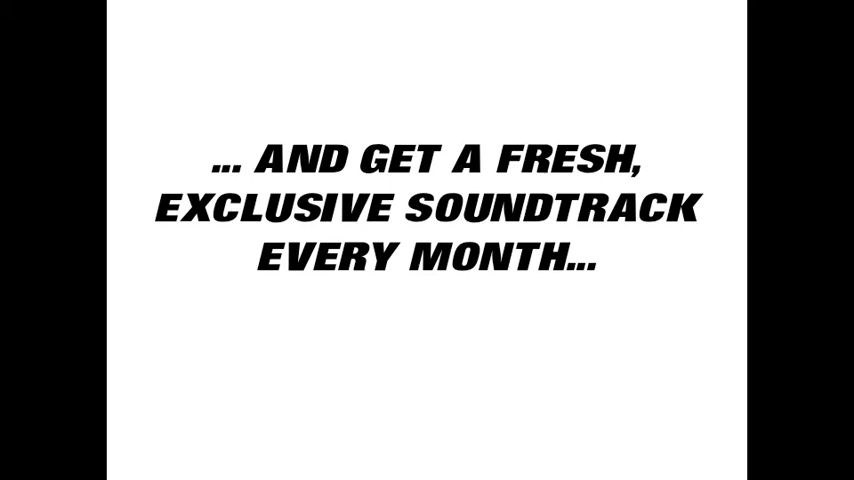 ... AND GET A FRESH,
EXCLUSIVE SOUNDTRACK
EVERY MONTH...